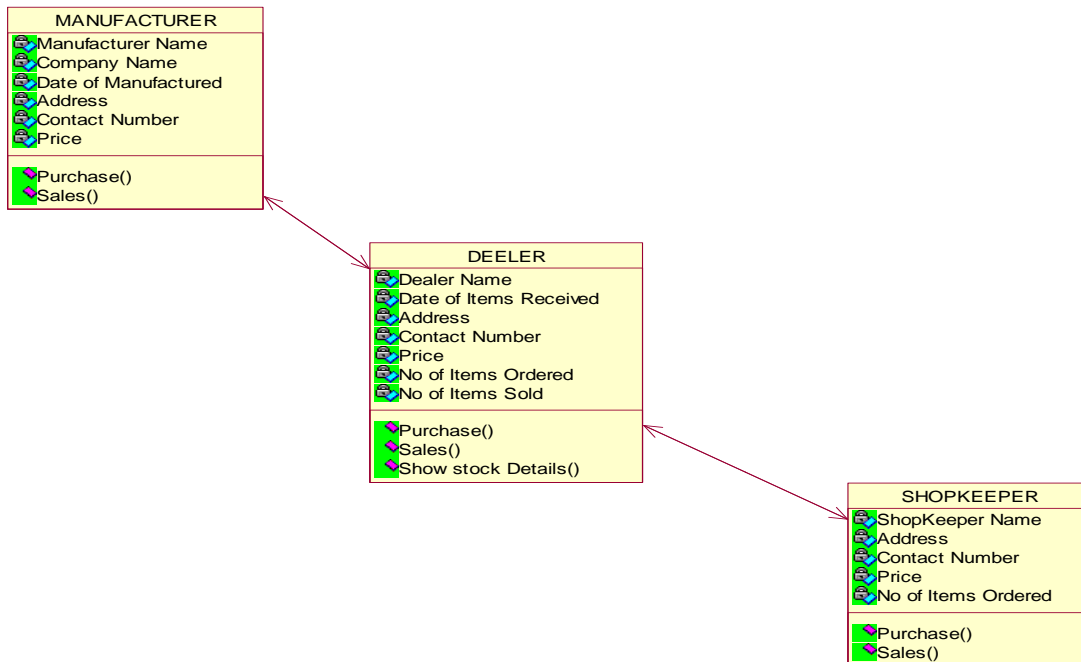 MANUFACTURER
Manufacturer Name
Company Name
Date of Manufactured
Address
Contact Number
Price
Purchase()
Sales()
DEELER
Dealer Name
Date of Items Received
Address
Contact Number
Price
No of Items Ordered
No of Items Sold
Purchase()
Sales()
Show stock Details()
SHOPKEEPER
ShopKeeper Name
Address
Contact Number
Price
No of Items Ordered
Purchase()
Sales()